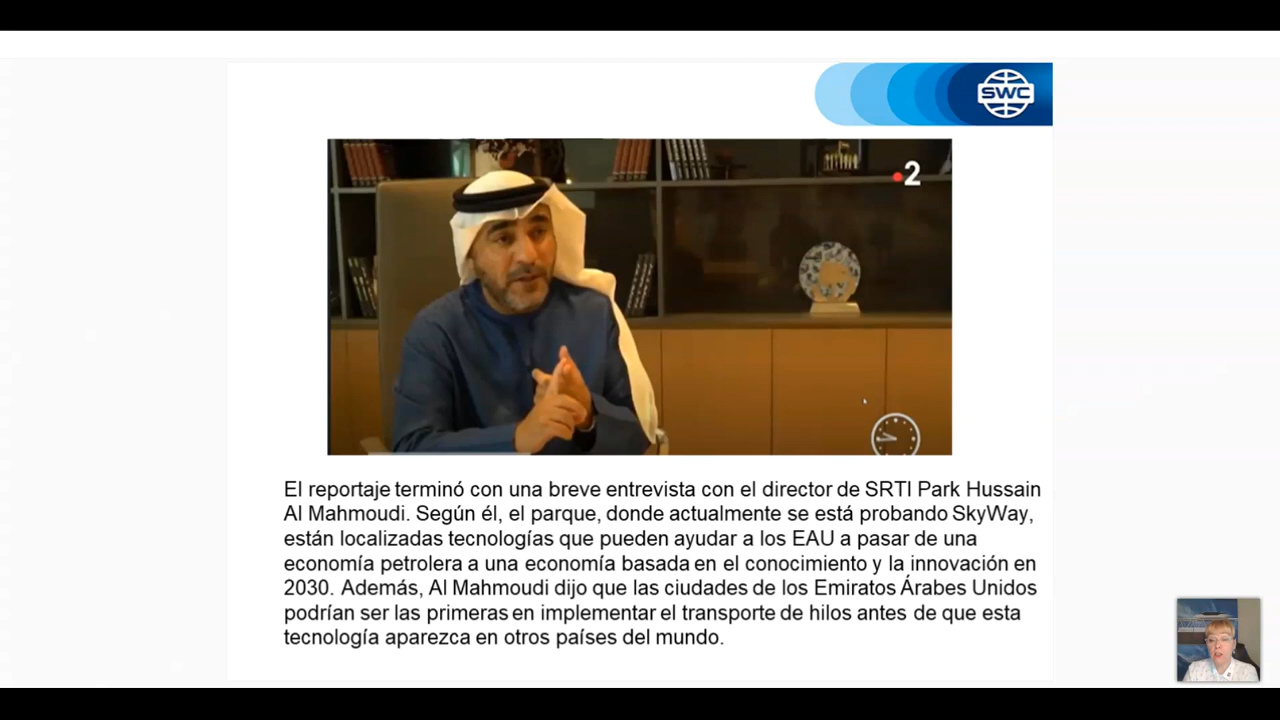 SWC
2
El reportaje terminó con una breve entrevista con el director de SRTI Park Hussain
Al Mahmoudi. Según él, el parque, donde actualmente se está probando SkyWay,
están localizadas tecnologías que pueden ayudar a los EAU a pasar de una
economía petrolera a una economía basada en el conocimiento y la innovación en
2030. Además, Al Mahmoudi dijo que las ciudades de los Emiratos Árabes Unidos
podrían ser las primeras en implementar el transporte de hilos antes de que esta
tecnología aparezca en otros países del mundo.